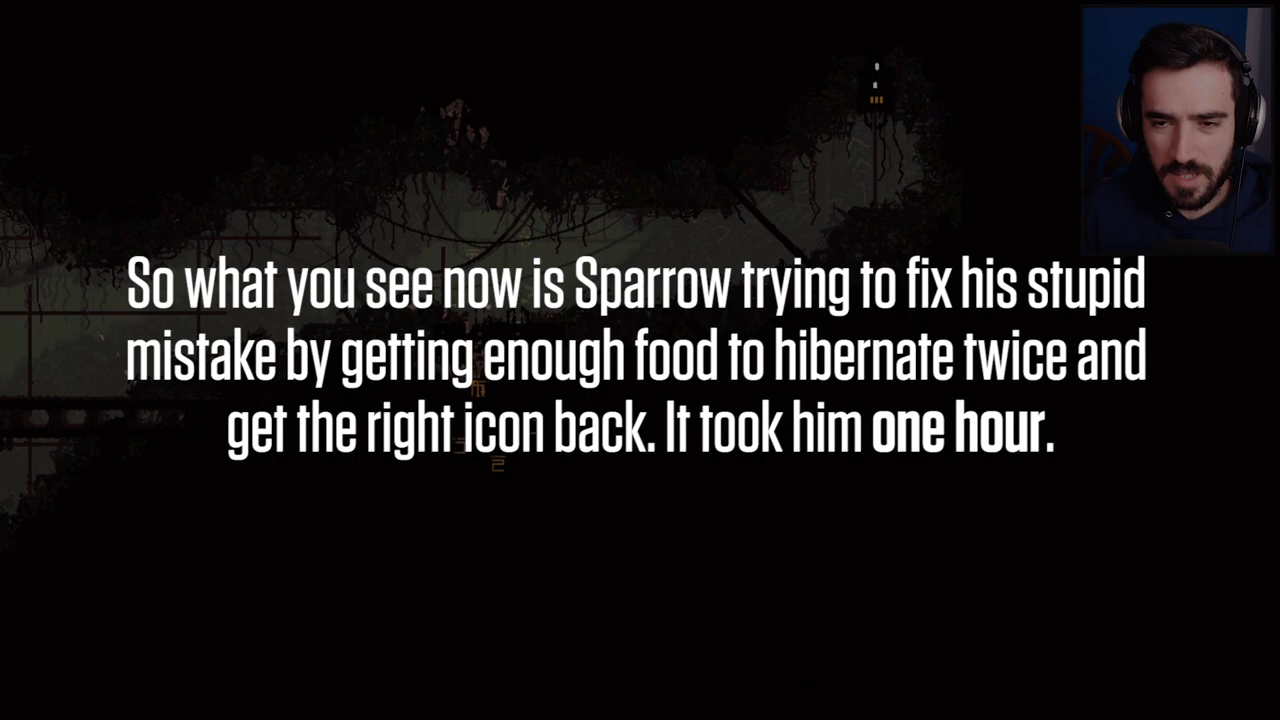 So what you see now is Sparrow trying to fix his stupid
mistake by getting enough food to hibernate twice and
get the right icon back. It took him one hour.